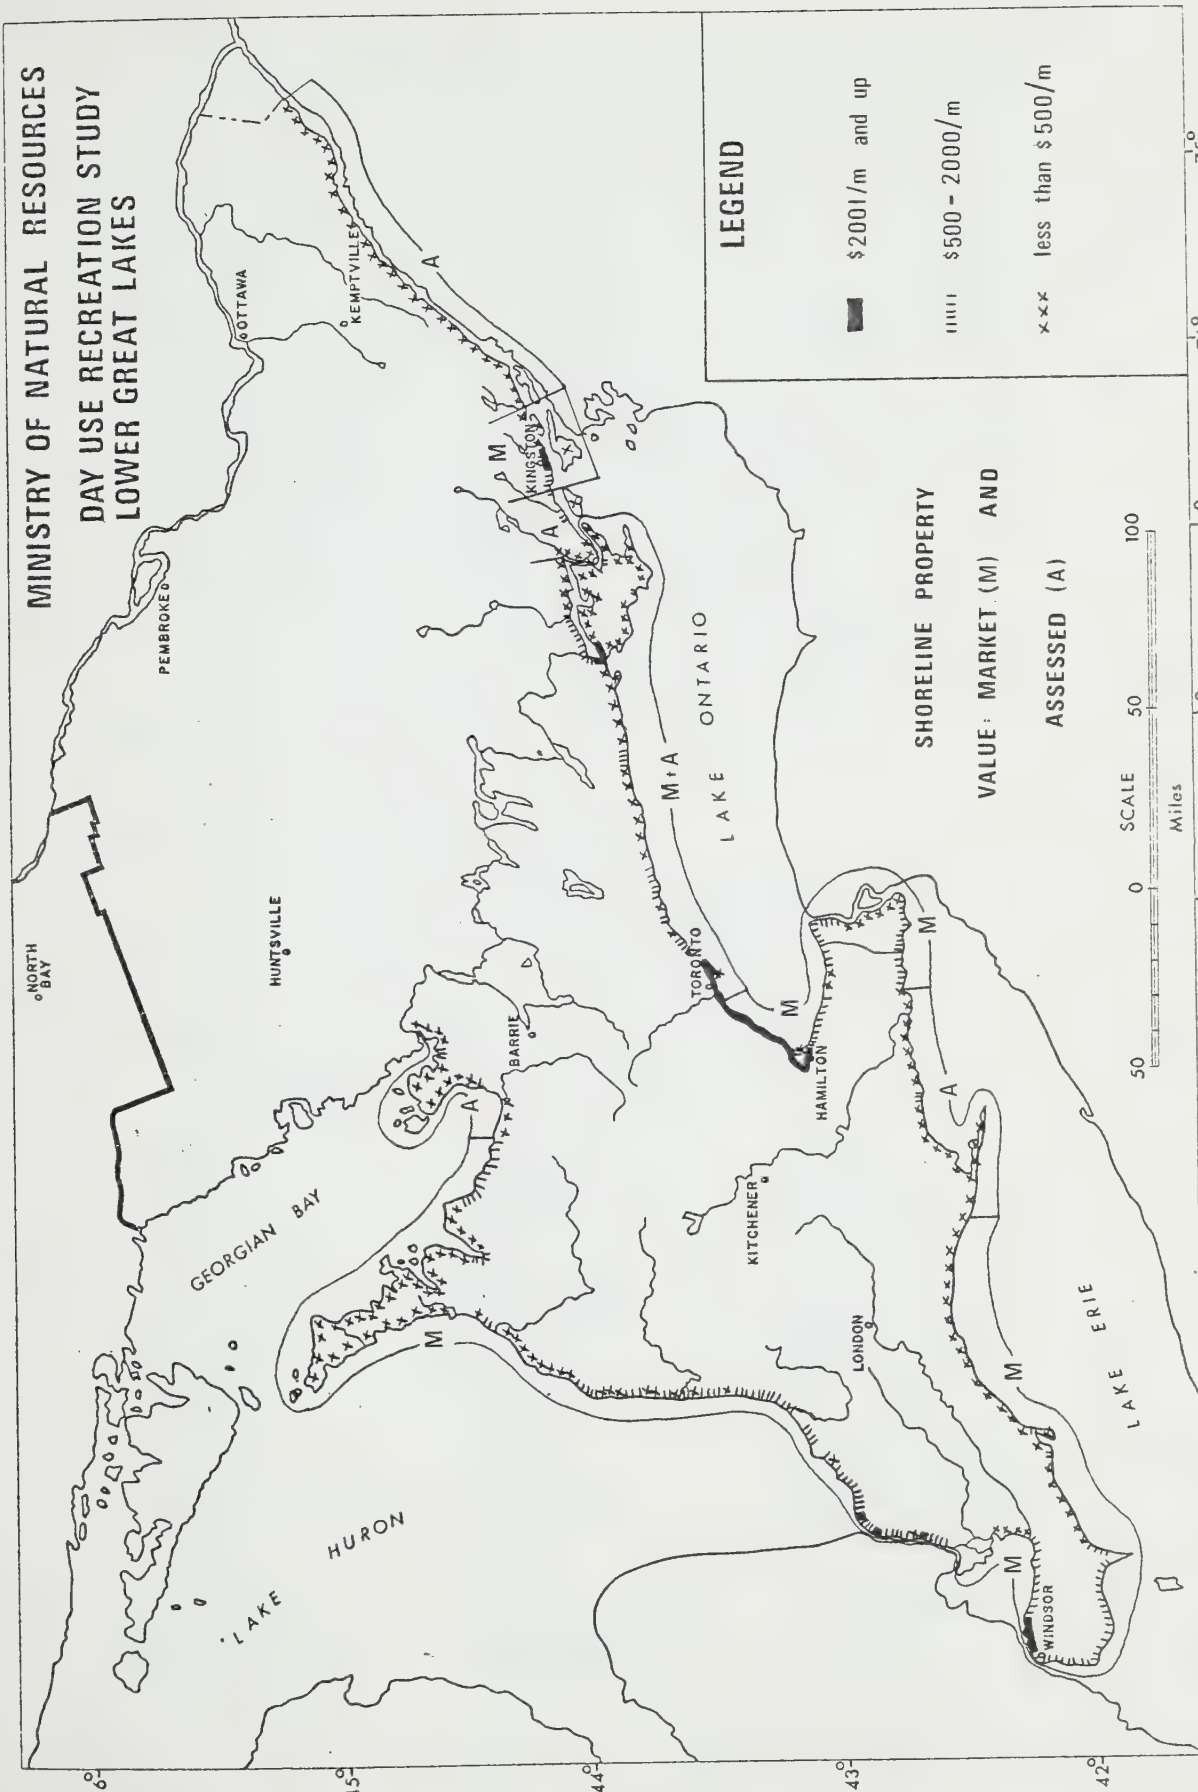 MINISTRY OF NATURAL RESOURCES
DAY USE RECREATION STUDY
LOWER GREAT LAKES
NORTH
BAY
PEMBROKE
OTTAWA
KEMPTVILLE
HUNTSVILLE
GEORGIAN BAY
BARRIE
KINGSTON
M
A
A
A
M
LAKE HURON
M+A
LAKE ONTARIO
TORONTO
M
HAMILTON
KITCHENER
LONDON
M
A
M
LAKE ERIE
M
WINDSOR
LEGEND
$2001/m and up
$500-2000/m
xxx less than $500/m
SHORELINE PROPERTY
VALUE: MARKET (M) AND
ASSESSED (A)
SCALE
50 0 50 100
Miles
44°
43°
42°